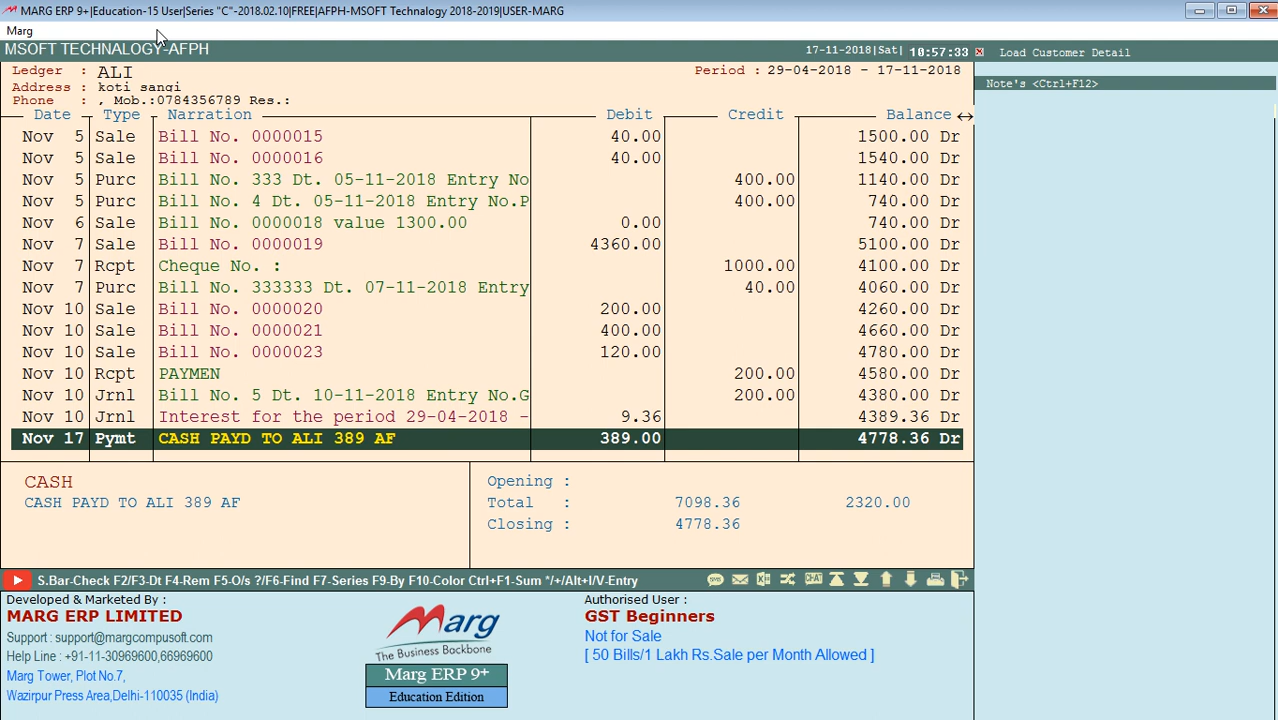 MARG ERP 9+|Education-15 User|Series "C"-2018.02.10|FREE|AFPH-MSOFT Technalogy 2018-2019|USER-MARG
Marg
MSOFT TECHNALOGY-AFPH 17-11-2018|Sat| 10:57:33 Load Customer Detail
Ledger : ALI Period : 29-04-2018 - 17-11-2018
Address : koti sangi Note's <Ctrl+F12>
Phone : , Mob.:0784356789 Res.:
Date Type Narration Debit Credit Balance
Nov 5 Sale Bill No. 0000015 40.00 1500.00 Dr
Nov 5 Sale Bill No. 0000016 40.00 1540.00 Dr
Nov 5 Purc Bill No. 333 Dt. 05-11-2018 Entry No 400.00 1140.00 Dr
Nov 5 Purc Bill No. 4 Dt. 05-11-2018 Entry No.P 400.00 740.00 Dr
Nov 6 Sale Bill No. 0000018 value 1300.00 0.00 740.00 Dr
Nov 7 Sale Bill No. 0000019 4360.00 5100.00 Dr
Nov 7 Rcpt Cheque No. : 1000.00 4100.00 Dr
Nov 7 Purc Bill No. 333333 Dt. 07-11-2018 Entry 40.00 4060.00 Dr
Nov 10 Sale Bill No. 0000020 200.00 4260.00 Dr
Nov 10 Sale Bill No. 0000021 400.00 4660.00 Dr
Nov 10 Sale Bill No. 0000023 120.00 4780.00 Dr
Nov 10 Rcpt PAYMEN 200.00 4580.00 Dr
Nov 10 Jrnl Bill No. 5 Dt. 10-11-2018 Entry No.G 200.00 4380.00 Dr
Nov 10 Jrnl Interest for the period 29-04-2018 - 9.36 4389.36 Dr
Nov 17 Pymt CASH PAYD TO ALI 389 AF 389.00 4778.36 Dr
CASH Opening :
CASH PAYD TO ALI 389 AF Total : 7098.36 2320.00
Closing : 4778.36
S.Bar-Check F2/F3-Dt F4-Rem F5-O/s ?/F6-Find F7-Series F9-By F10-Color Ctrl+F1-Sum */+/Alt+I/V-Entry SMS CHAT
Developed & Marketed By :
MARG ERP LIMITED
Support : support@margcompusoft.com
Help Line : +91-11-30969600,66969600
Marg Tower, Plot No.7,
Wazirpur Press Area,Delhi-110035 (India)
Marg
The Business Backbone
Marg ERP 9+
Education Edition
Authorised User :
GST Beginners
Not for Sale
[ 50 Bills/1 Lakh Rs.Sale per Month Allowed ]